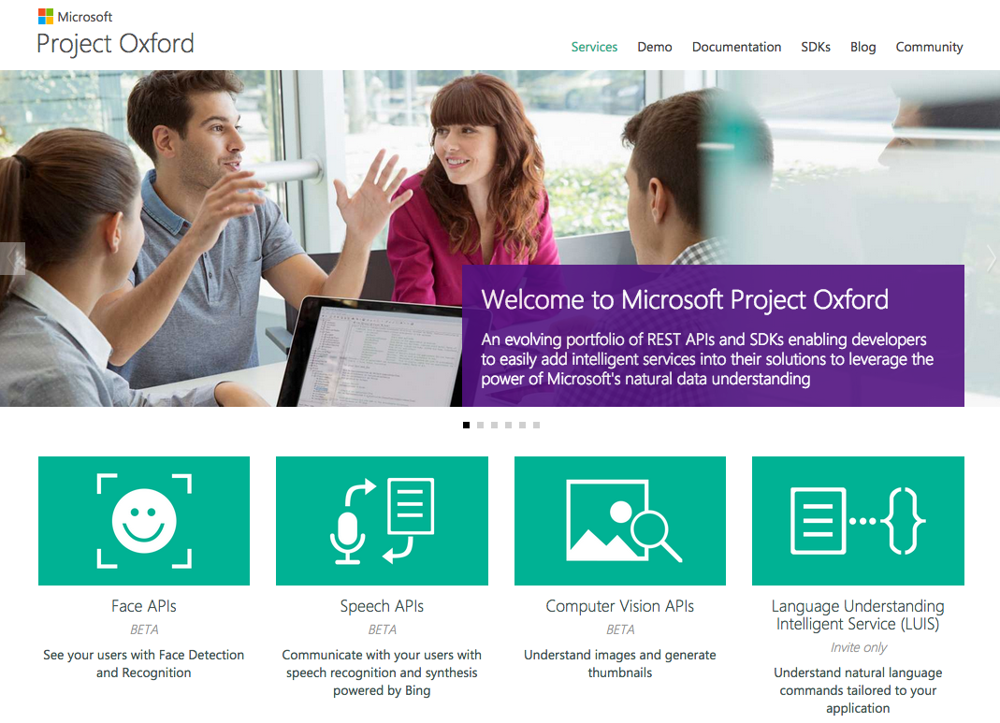 Microsoft
Project Oxford
Services Demo Documentation SDKs Blog Community
Welcome to Microsoft Project Oxford
An evolving portfolio of REST APIs and SDKs enabling developers
to easily add intelligent services into their solutions to leverage the
power of Microsoft's natural data understanding
Face APIs
BETA
See your users with Face Detection
and Recognition
Speech APIs
BETA
Communicate with your users with
speech recognition and synthesis
powered by Bing
Computer Vision APIs
BETA
Understand images and generate
thumbnails
Language Understanding
Intelligent Service (LUIS)
Invite only
Understand natural language
commands tailored to your
application